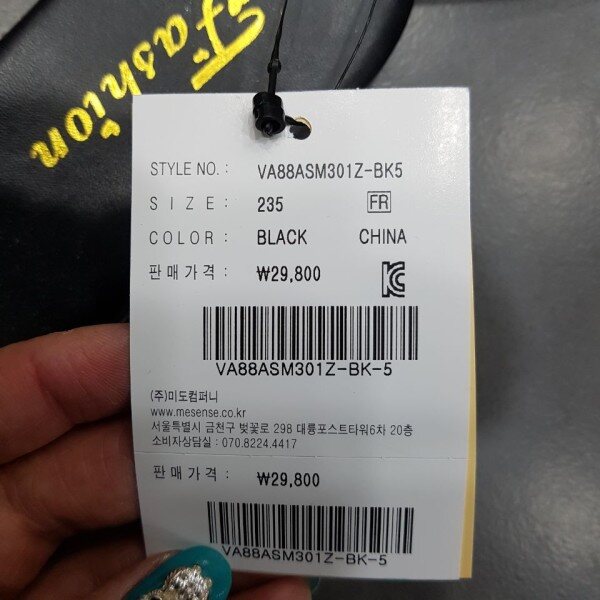 Fashion
STYLE NO. : VA88ASM301Z-BK5
SIZE : 235 FR
COLOR : BLACK CHINA
판매가격 : ₩29,800
KC
VA88ASM301Z-BK-5
(주)미도컴퍼니
www.mesense.co.kr
서울특별시 금천구 벚꽃로 298 대륭포스트타워6차 20층
소비자상담실 : 070.8224.4417
판매가격 : ₩29,800
VA88ASM301Z-BK-5